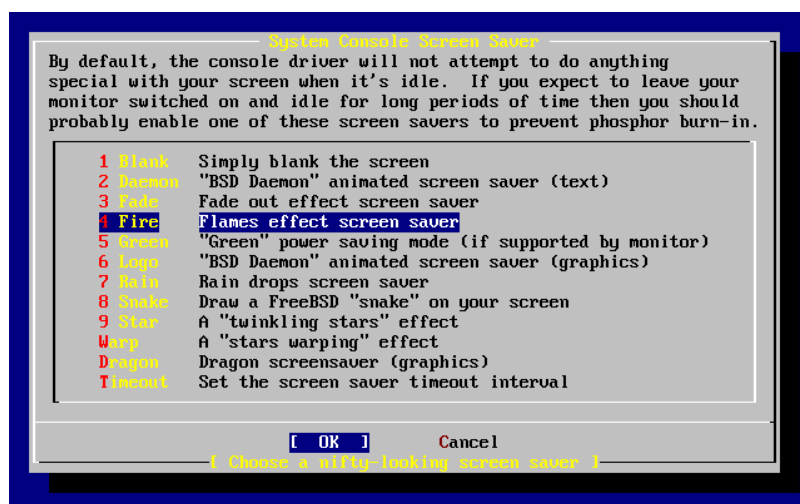 System Console Screen Saver
By default, the console driver will not attempt to do anything
special with your screen when it's idle.  If you expect to leave your
monitor switched on and idle for long periods of time then you should
probably enable one of these screen savers to prevent phosphor burn-in.
1 Blank    Simply blank the screen
2 Daemon   "BSD Daemon" animated screen saver (text)
3 Fade     Fade out effect screen saver
4 Fire     Flames effect screen saver
5 Green    "Green" power saving mode (if supported by monitor)
6 Logo     "BSD Daemon" animated screen saver (graphics)
7 Rain     Rain drops screen saver
8 Snake    Draw a FreeBSD "snake" on your screen
9 Star     A "twinkling stars" effect
Warp       A "stars warping" effect
Dragon     Dragon screensaver (graphics)
Timeout    Set the screen saver timeout interval
[  OK  ]       Cancel
[ Choose a nifty-looking screen saver ]